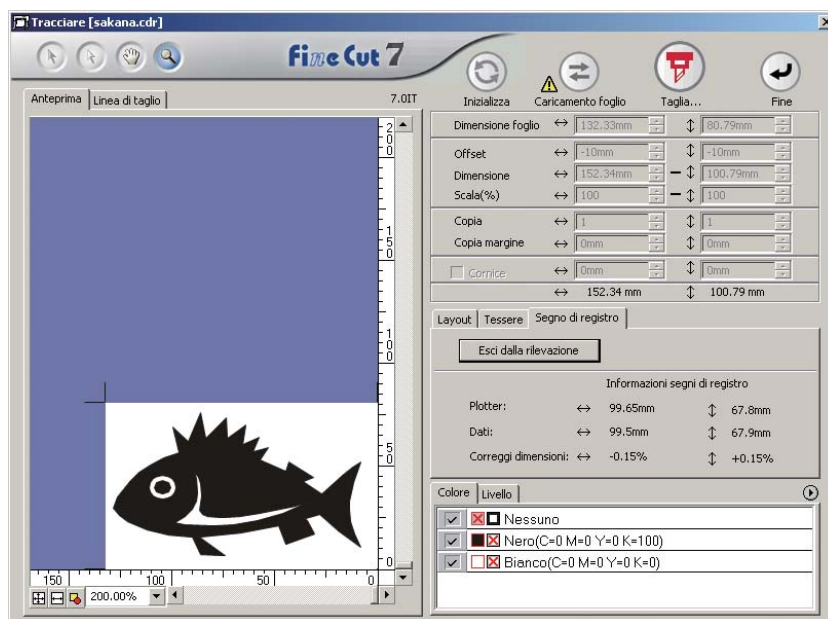 Tracciare [sakana.cdr]
Fine Cut 7
Anteprima Linea di taglio 7.0IT
Inizializza Caricamento foglio Taglia... Fine
Dimensione foglio 132.33mm 80.79mm
Offset -10mm -10mm
Dimensione 152.34mm 100.79mm
Scala(%) 100 100
Copia 1 1
Copia margine 0mm 0mm
Cornice 0mm 0mm
152.34 mm 100.79 mm
Layout Tessere Segno di registro
Esci dalla rilevazione
Informazioni segni di registro
Plotter: 99.65mm 67.8mm
Dati: 99.5mm 67.9mm
Correggi dimensioni: -0.15% +0.15%
Colore Livello
Nessuno
Nero(C=0 M=0 Y=0 K=100)
Bianco(C=0 M=0 Y=0 K=0)
200
150
100
50
0
150 100 50 0
200.00%